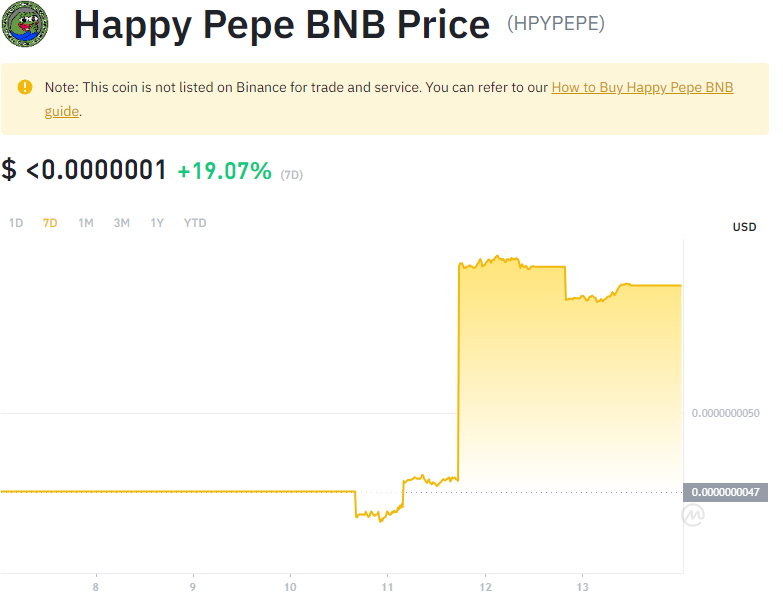 Happy Pepe BNB Price (HPYPEPE)
Note: This coin is not listed on Binance for trade and service. You can refer to our How to Buy Happy Pepe BNB
guide.
$ <0.0000001 +19.07% (7D)
1D 7D 1M 3M 1Y YTD
USD
0.0000000050
0.0000000047
8 9 10 11 12 13